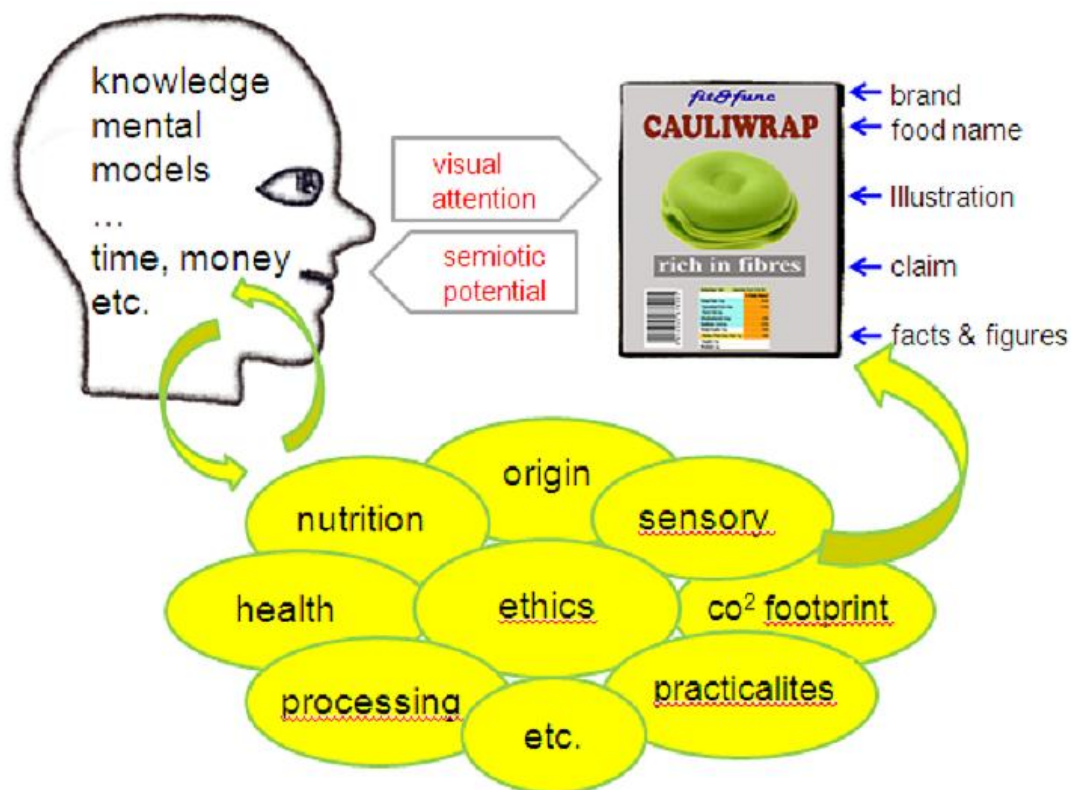 knowledge
mental
models
...
time, money
etc.
visual
attention
semiotic
potential
fit&func
CAULIWRAP
rich in fibres
brand
food name
Illustration
claim
facts & figures
origin
nutrition
sensory
health
ethics
co² footprint
processing
practicalites
etc.